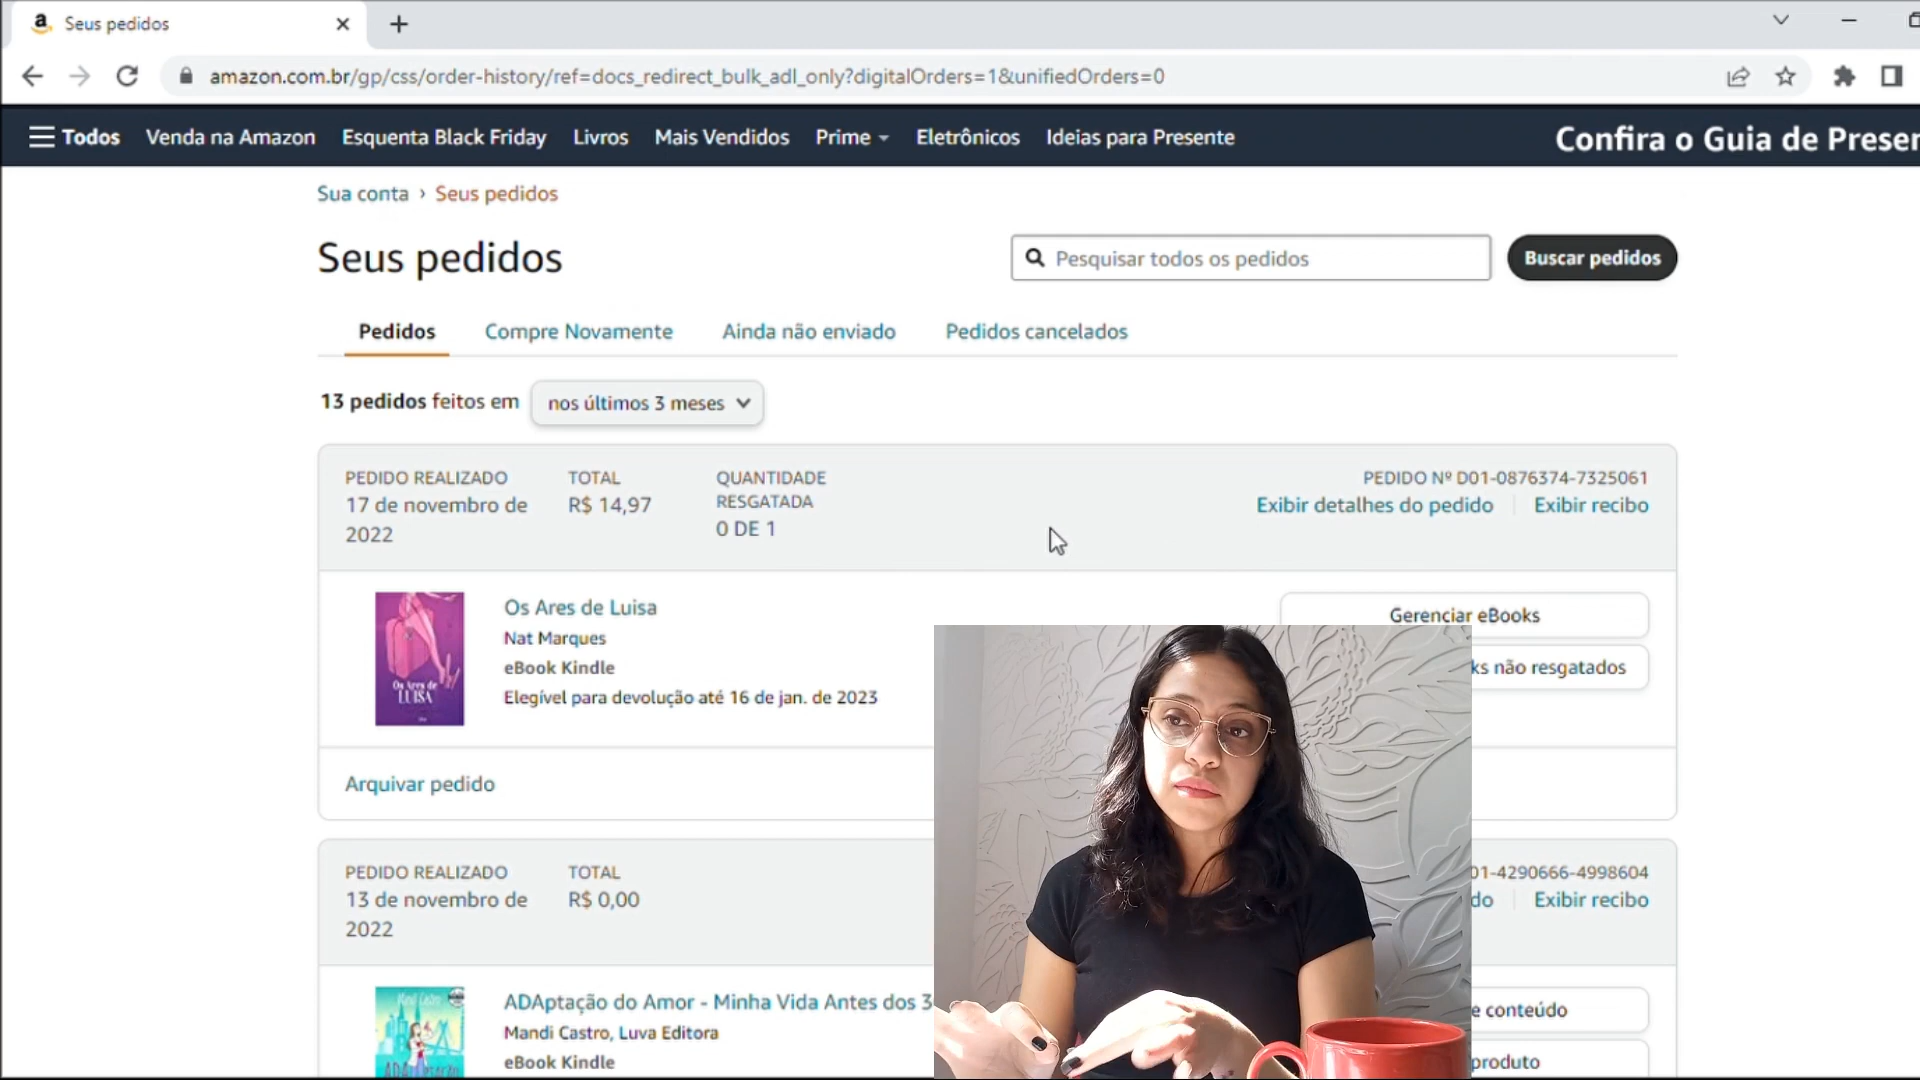 Seus pedidos
amazon.com.br/gp/css/order-history/ref=docs_redirect_bulk_adl_only?digitalOrders=1&unifiedOrders=0
Todos Venda na Amazon Esquenta Black Friday Livros Mais Vendidos Prime Eletrônicos Ideias para Presente Confira o Guia de Presen
Sua conta › Seus pedidos
Seus pedidos
Pesquisar todos os pedidos
Buscar pedidos
Pedidos Compre Novamente Ainda não enviado Pedidos cancelados
13 pedidos feitos em nos últimos 3 meses
PEDIDO REALIZADO
17 de novembro de
2022
TOTAL
R$ 14,97
QUANTIDADE
RESGATADA
0 DE 1
PEDIDO Nº D01-0876374-7325061
Exibir detalhes do pedido Exibir recibo
Os Ares de
LUISA
Os Ares de Luisa
Nat Marques
eBook Kindle
Elegível para devolução até 16 de jan. de 2023
Gerenciar eBooks
ks não resgatados
Arquivar pedido
PEDIDO REALIZADO
13 de novembro de
2022
TOTAL
R$ 0,00
01-4290666-4998604
do Exibir recibo
ADAptação do Amor - Minha Vida Antes dos 3
Mandi Castro, Luva Editora
eBook Kindle
e conteúdo
produto